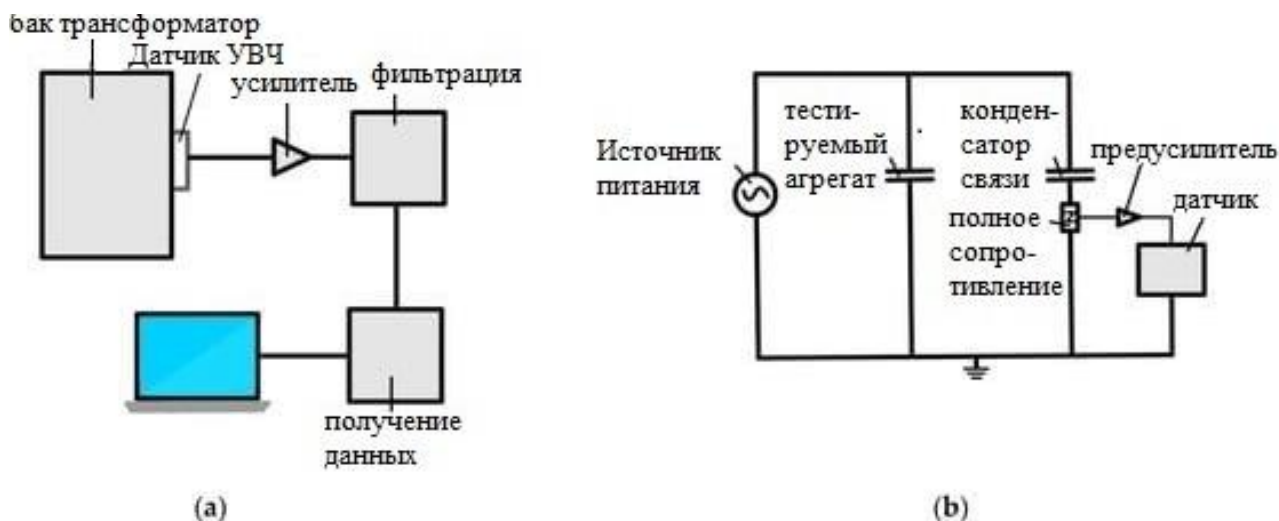 бак трансформатор
Датчик УВЧ
усилитель
фильтрация
получение
данных
(a)
Источник
питания
тести-
руемый
агрегат
конден-
сатор
связи
предусилитель
датчик
полное
сопро-
тивление
(b)